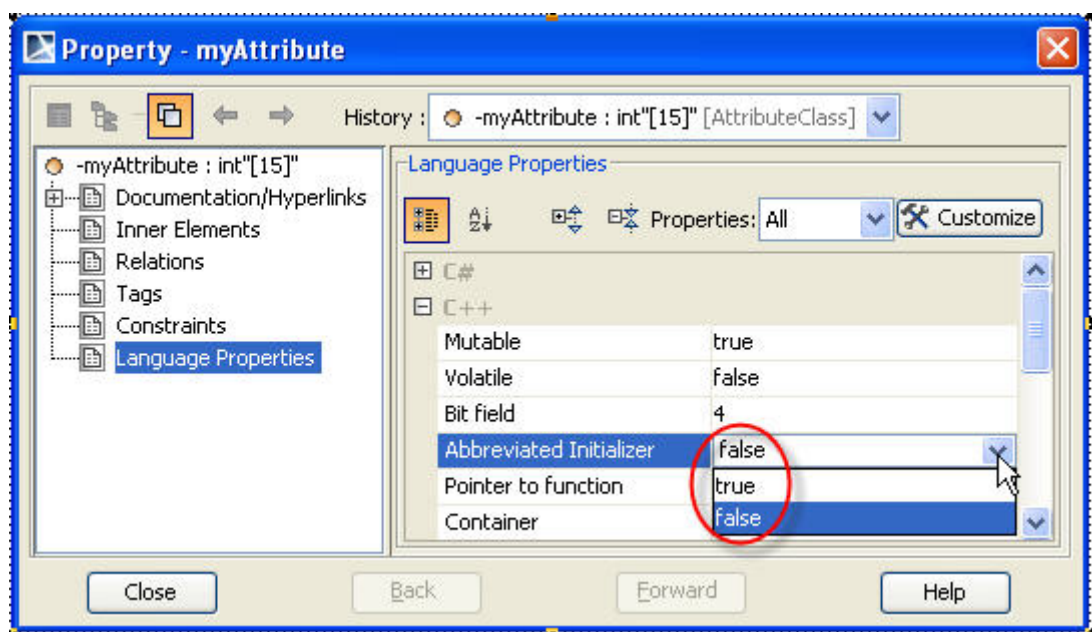 Property - myAttribute
History : -myAttribute : int"[15]" [AttributeClass]
-myAttribute : int"[15]"
Documentation/Hyperlinks
Inner Elements
Relations
Tags
Constraints
Language Properties
Language Properties
Properties: All Customize
C#
C++
Mutable true
Volatile false
Bit field 4
Abbreviated Initializer false
Pointer to function true
Container false
Close Back Forward Help